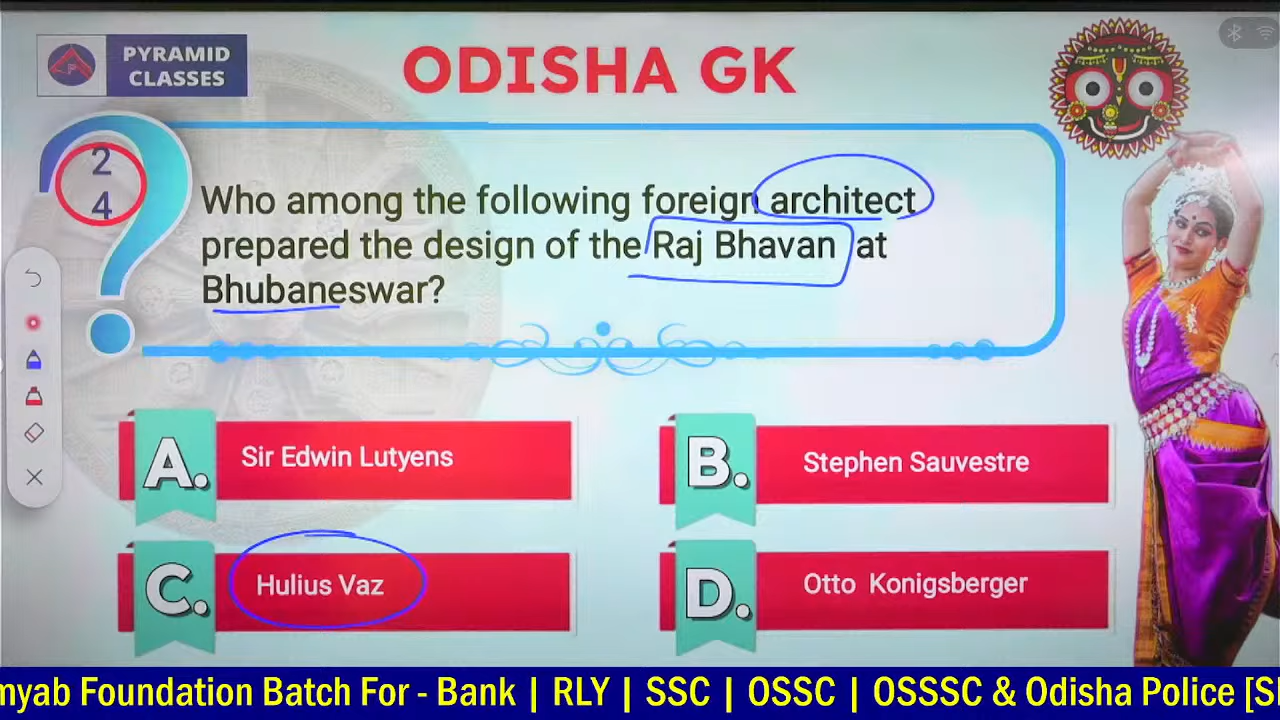 PYRAMID
CLASSES
ODISHA GK
2
4
Who among the following foreign architect
prepared the design of the Raj Bhavan at
Bhubaneswar?
A. Sir Edwin Lutyens
B. Stephen Sauvestre
C. Hulius Vaz
D. Otto Konigsberger
myab Foundation Batch For - Bank | RLY | SSC | OSSC | OSSSC & Odisha Police [S